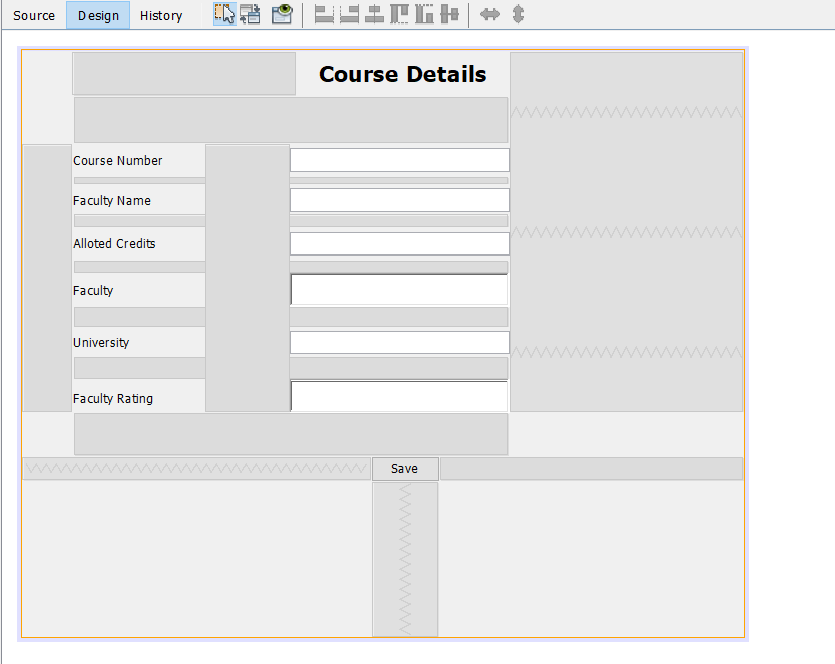 Source Design History
Course Details
Course Number
Faculty Name
Alloted Credits
Faculty
University
Faculty Rating
Save